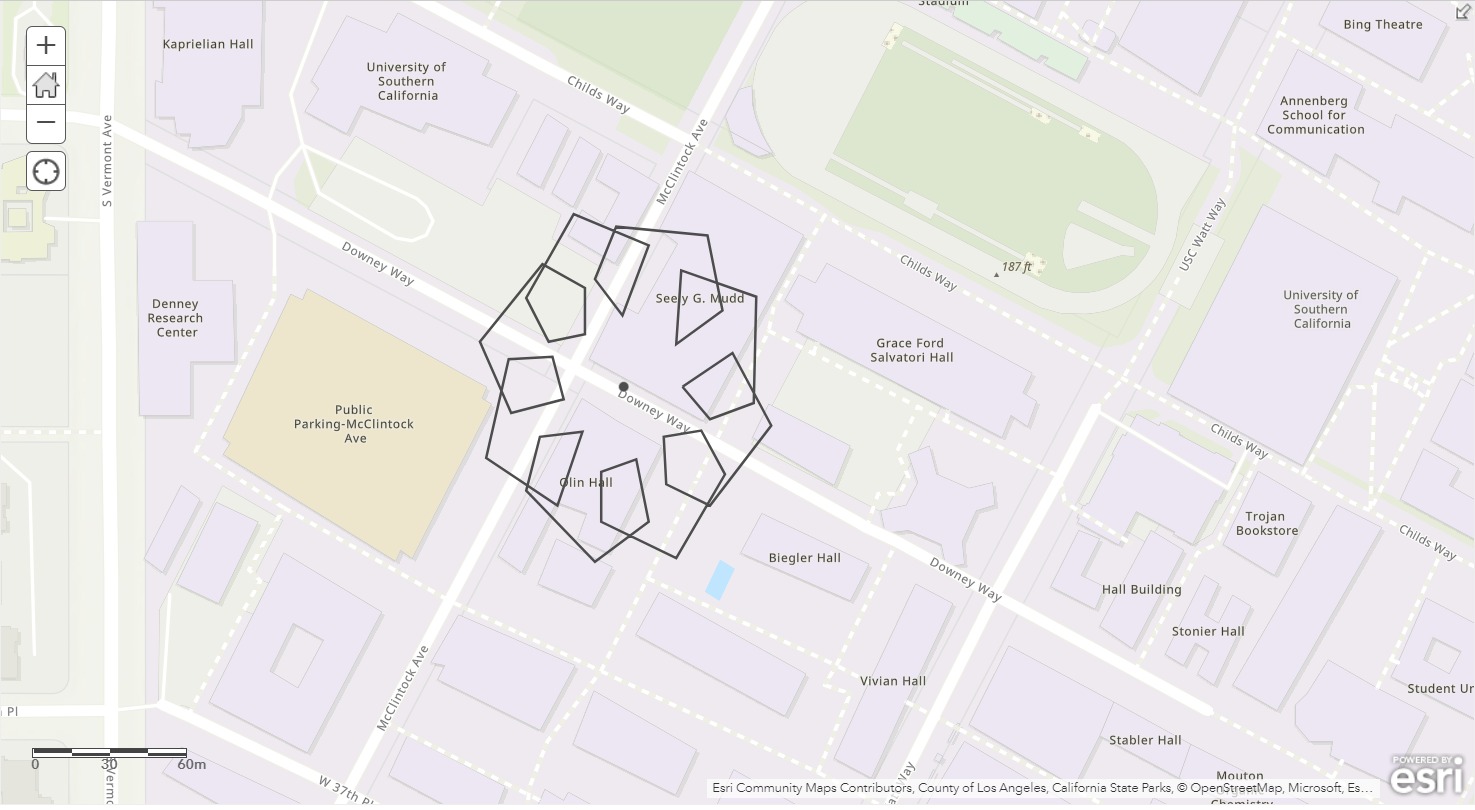 Stadium
Bing Theatre
Kaprielian Hall
University of
Southern
California
Childs Way
Annenberg
School for
Communication
S Vermont Ave
McClintock Ave
USC Watt Way
Downey Way
Childs Way
187 ft
Denney
Research
Center
Seely G. Mudd
University of
Southern
California
Grace Ford
Salvatori Hall
Public
Parking-McClintock
Ave
Downey Way
Childs Way
Olin Hall
Trojan
Bookstore
Childs Way
Biegler Hall
Downey Way
Hall Building
Stonier Hall
McClintock Ave
Vivian Hall
Student Un
Pl
Stabler Hall
0 30 60m
W 37th Pl
Way
Mouton
Chemistry
POWERED BY
esri
Esri Community Maps Contributors, County of Los Angeles, California State Parks, © OpenStreetMap, Microsoft, Es…